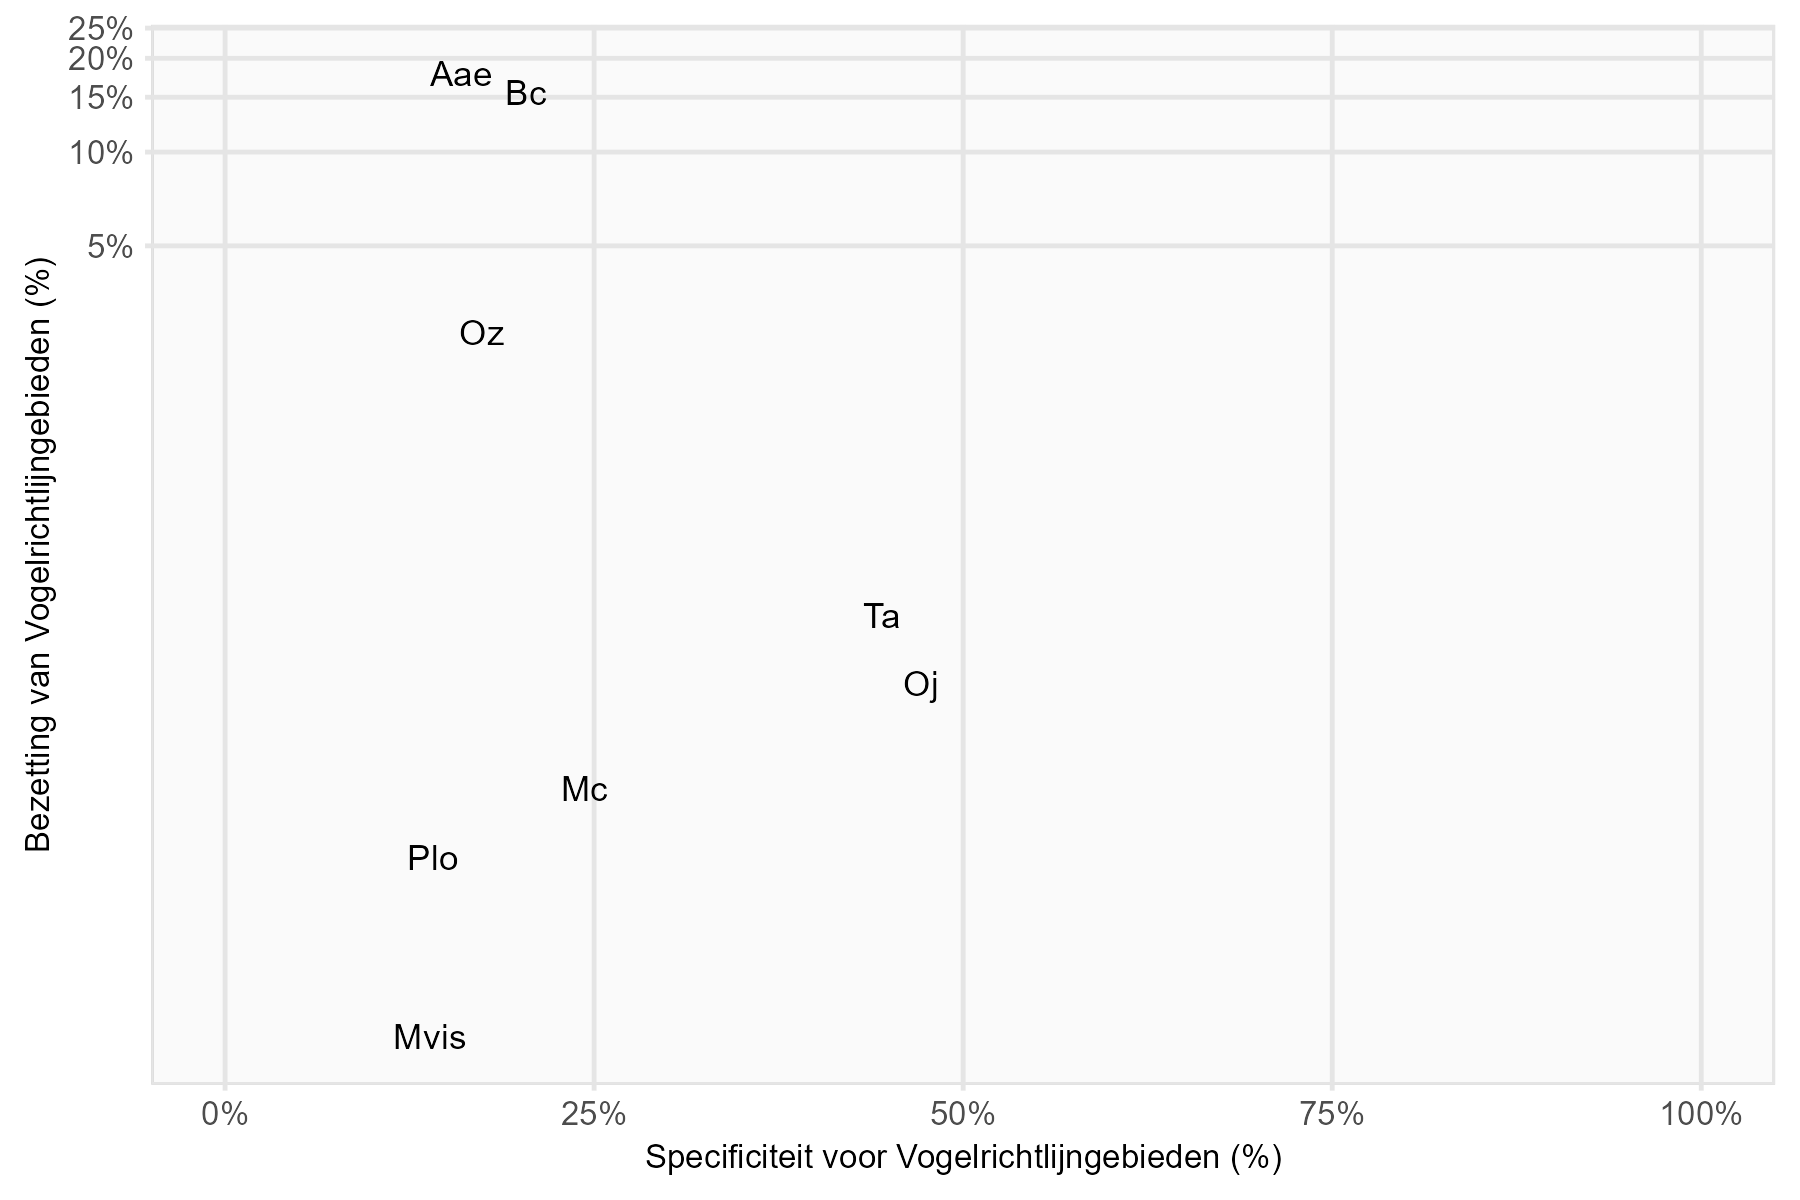 25%
20%
15%
10%
5%
Bezetting van Vogelrichtlijngebieden (%)
Aae
Bc
Oz
Ta
Oj
Mc
Plo
Mvis
0%
25%
50%
75%
100%
Specificiteit voor Vogelrichtlijngebieden (%)